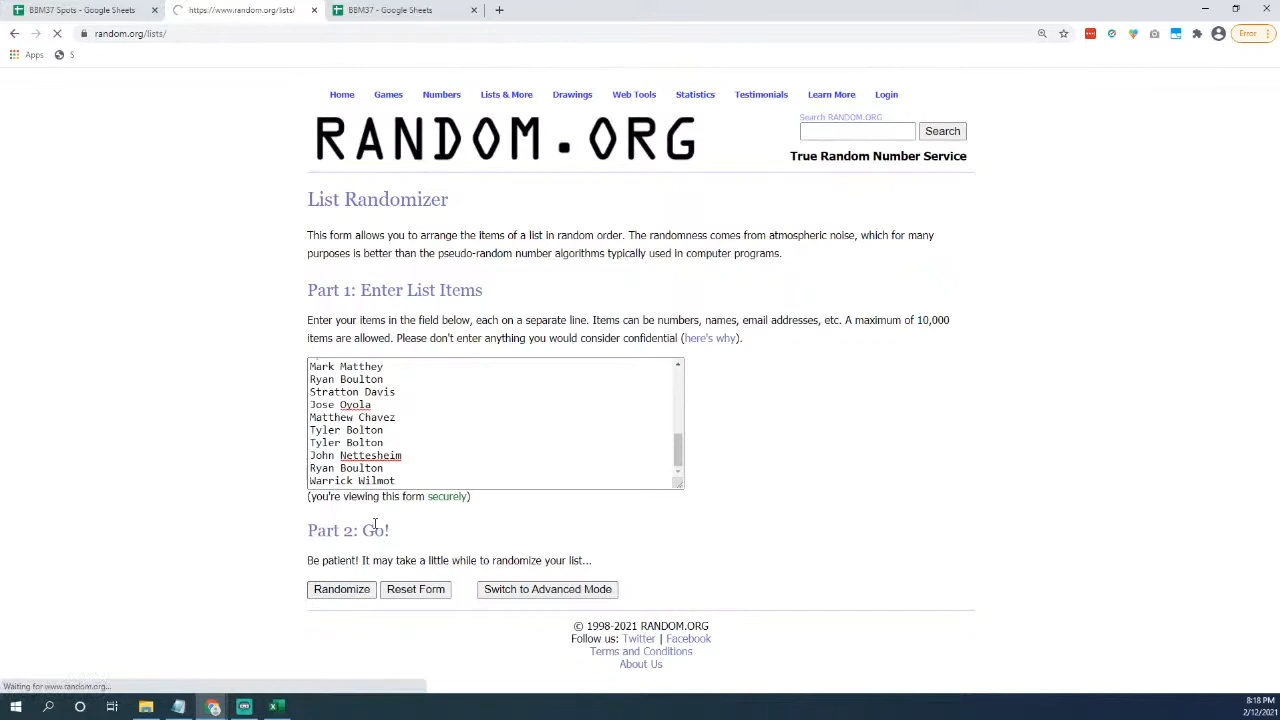 BBM37 Spots - Google Sheets
https://www.random.org/lists/
BBM37 - Google Sheets
random.org/lists/
Error
Apps
S
Home
Games
Numbers
Lists & More
Drawings
Web Tools
Statistics
Testimonials
Learn More
Login
RANDOM.ORG
Search RANDOM.ORG
Search
True Random Number Service
List Randomizer
This form allows you to arrange the items of a list in random order. The randomness comes from atmospheric noise, which for many
purposes is better than the pseudo-random number algorithms typically used in computer programs.
Part 1: Enter List Items
Enter your items in the field below, each on a separate line. Items can be numbers, names, email addresses, etc. A maximum of 10,000
items are allowed. Please don't enter anything you would consider confidential (here's why).
Mark Matthey
Ryan Boulton
Stratton Davis
Jose Oyola
Matthew Chavez
Tyler Bolton
Tyler Bolton
John Nettesheim
Ryan Boulton
Warrick Wilmot
(you're viewing this form securely)
Part 2: Go!
Be patient! It may take a little while to randomize your list...
Randomize
Reset Form
Switch to Advanced Mode
© 1998-2021 RANDOM.ORG
Follow us: Twitter | Facebook
Terms and Conditions
About Us
Waiting for www.random.org...
8:18 PM
2/12/2021